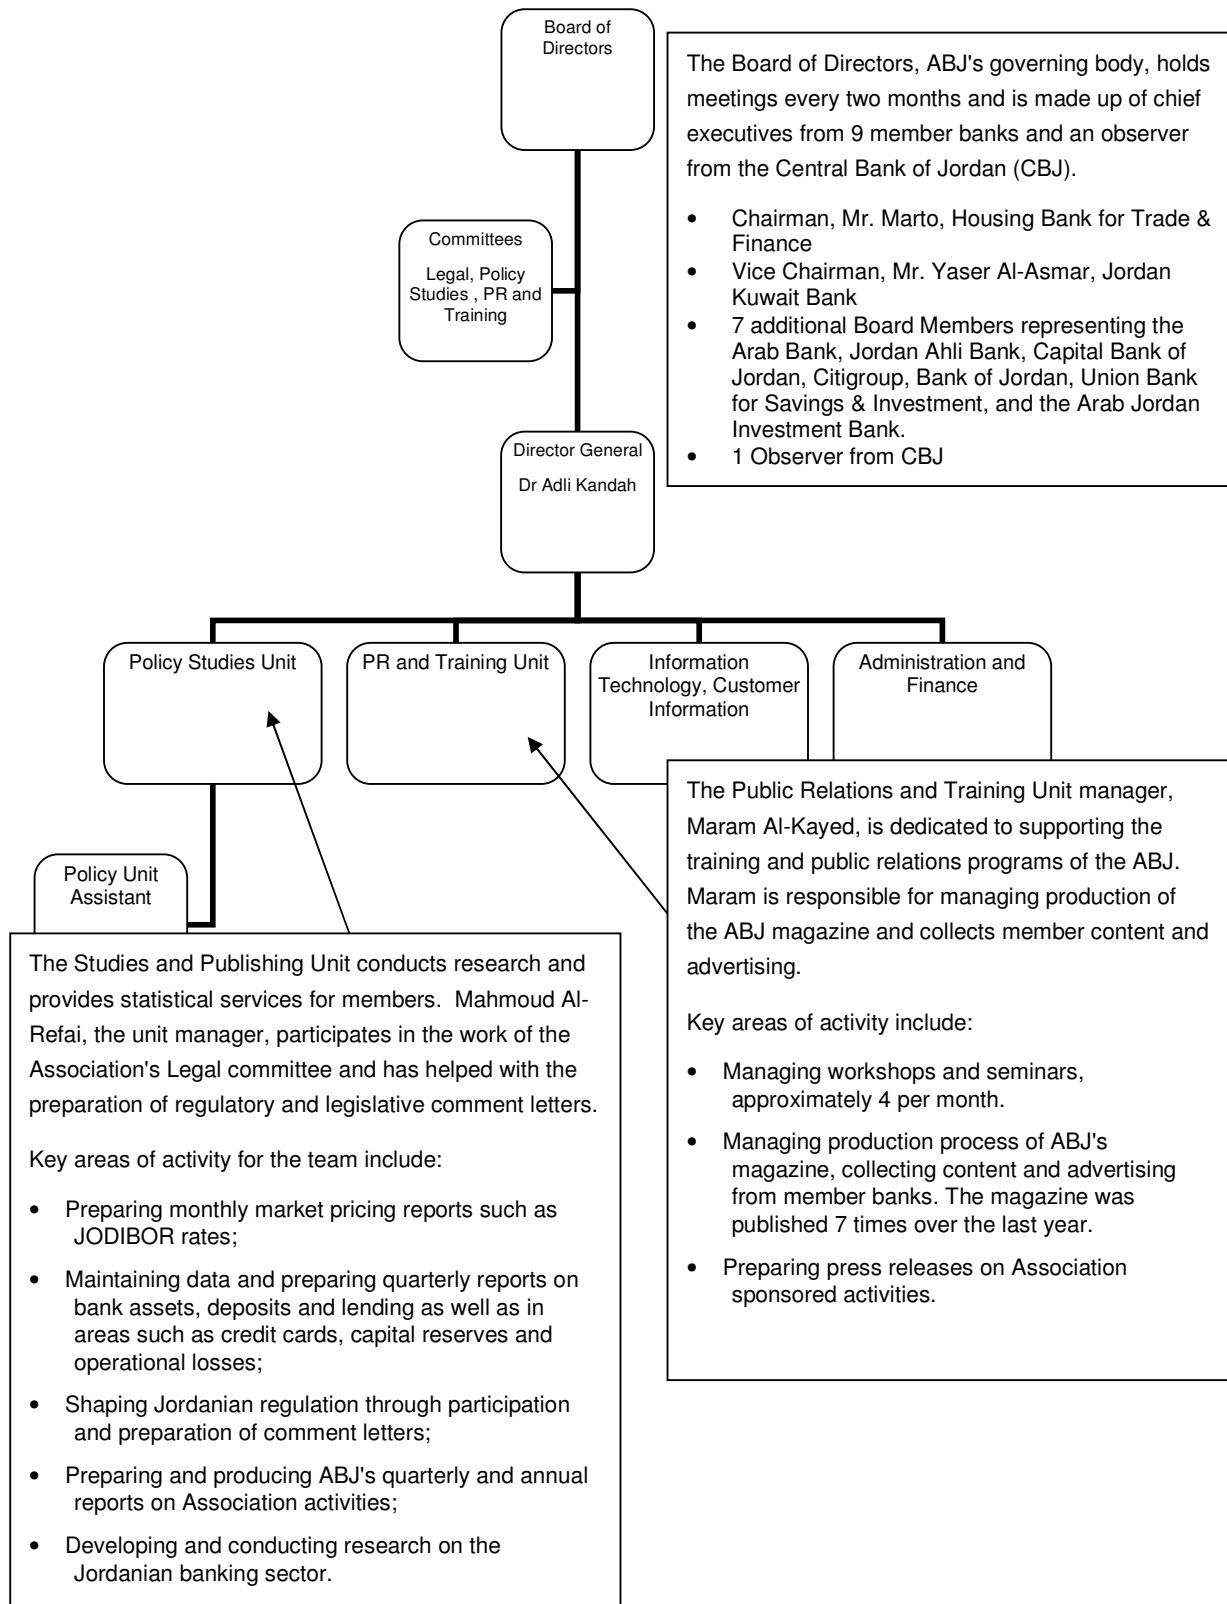 Board of
Directors
The Board of Directors, ABJ's governing body, holds
meetings every two months and is made up of chief
executives from 9 member banks and an observer
from the Central Bank of Jordan (CBJ).
• Chairman, Mr. Marto, Housing Bank for Trade &
Finance
• Vice Chairman, Mr. Yaser Al-Asmar, Jordan
Kuwait Bank
• 7 additional Board Members representing the
Arab Bank, Jordan Ahli Bank, Capital Bank of
Jordan, Citigroup, Bank of Jordan, Union Bank
for Savings & Investment, and the Arab Jordan
Investment Bank.
• 1 Observer from CBJ
Committees
Legal, Policy
Studies , PR and
Training
Director General
Dr Adli Kandah
Policy Studies Unit
PR and Training Unit
Information
Technology, Customer
Information
Administration and
Finance
Policy Unit
Assistant
The Studies and Publishing Unit conducts research and
provides statistical services for members. Mahmoud Al-
Refai, the unit manager, participates in the work of the
Association's Legal committee and has helped with the
preparation of regulatory and legislative comment letters.
Key areas of activity for the team include:
• Preparing monthly market pricing reports such as
JODIBOR rates;
• Maintaining data and preparing quarterly reports on
bank assets, deposits and lending as well as in
areas such as credit cards, capital reserves and
operational losses;
• Shaping Jordanian regulation through participation
and preparation of comment letters;
• Preparing and producing ABJ's quarterly and annual
reports on Association activities;
• Developing and conducting research on the
Jordanian banking sector.
The Public Relations and Training Unit manager,
Maram Al-Kayed, is dedicated to supporting the
training and public relations programs of the ABJ.
Maram is responsible for managing production of
the ABJ magazine and collects member content and
advertising.
Key areas of activity include:
• Managing workshops and seminars,
approximately 4 per month.
• Managing production process of ABJ's
magazine, collecting content and advertising
from member banks. The magazine was
published 7 times over the last year.
• Preparing press releases on Association
sponsored activities.